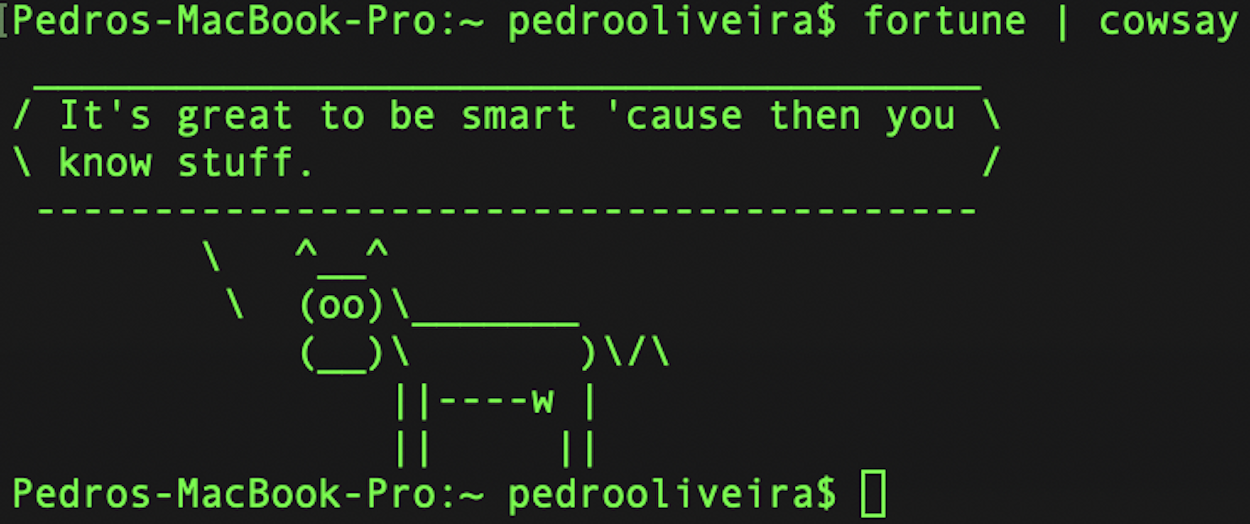 [Pedros-MacBook-Pro:~ pedrooliveira$ fortune | cowsay
 ________________________________________
/ It's great to be smart 'cause then you \
\ know stuff.                            /
 ----------------------------------------
        \   ^__^
         \  (oo)\_______
            (__)\       )\/\
                ||----w |
                ||     ||
Pedros-MacBook-Pro:~ pedrooliveira$